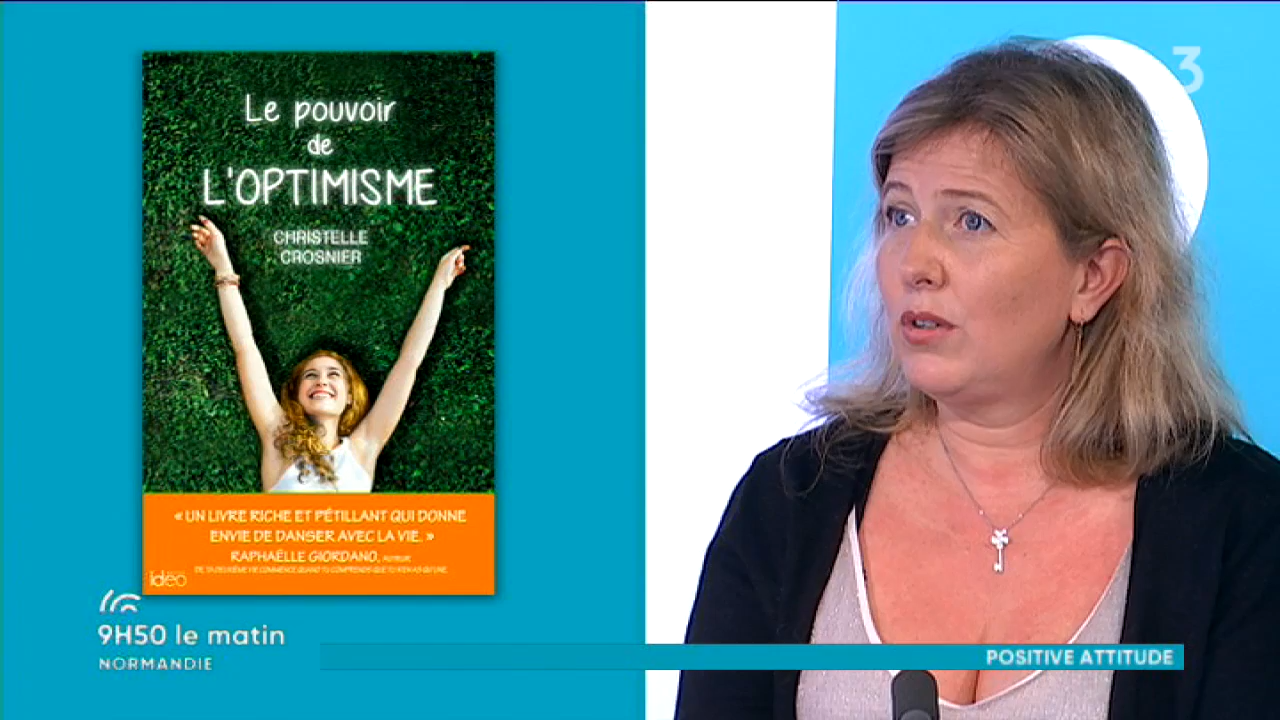 Le pouvoir
de
L'OPTIMISME
CHRISTELLE
CROSNIER
« UN LIVRE RICHE ET PÉTILLANT QUI DONNE
ENVIE DE DANSER AVEC LA VIE. »
RAPHAËLLE GIORDANO,
ideo
9H50 le matin
NORMANDIE
POSITIVE ATTITUDE
3